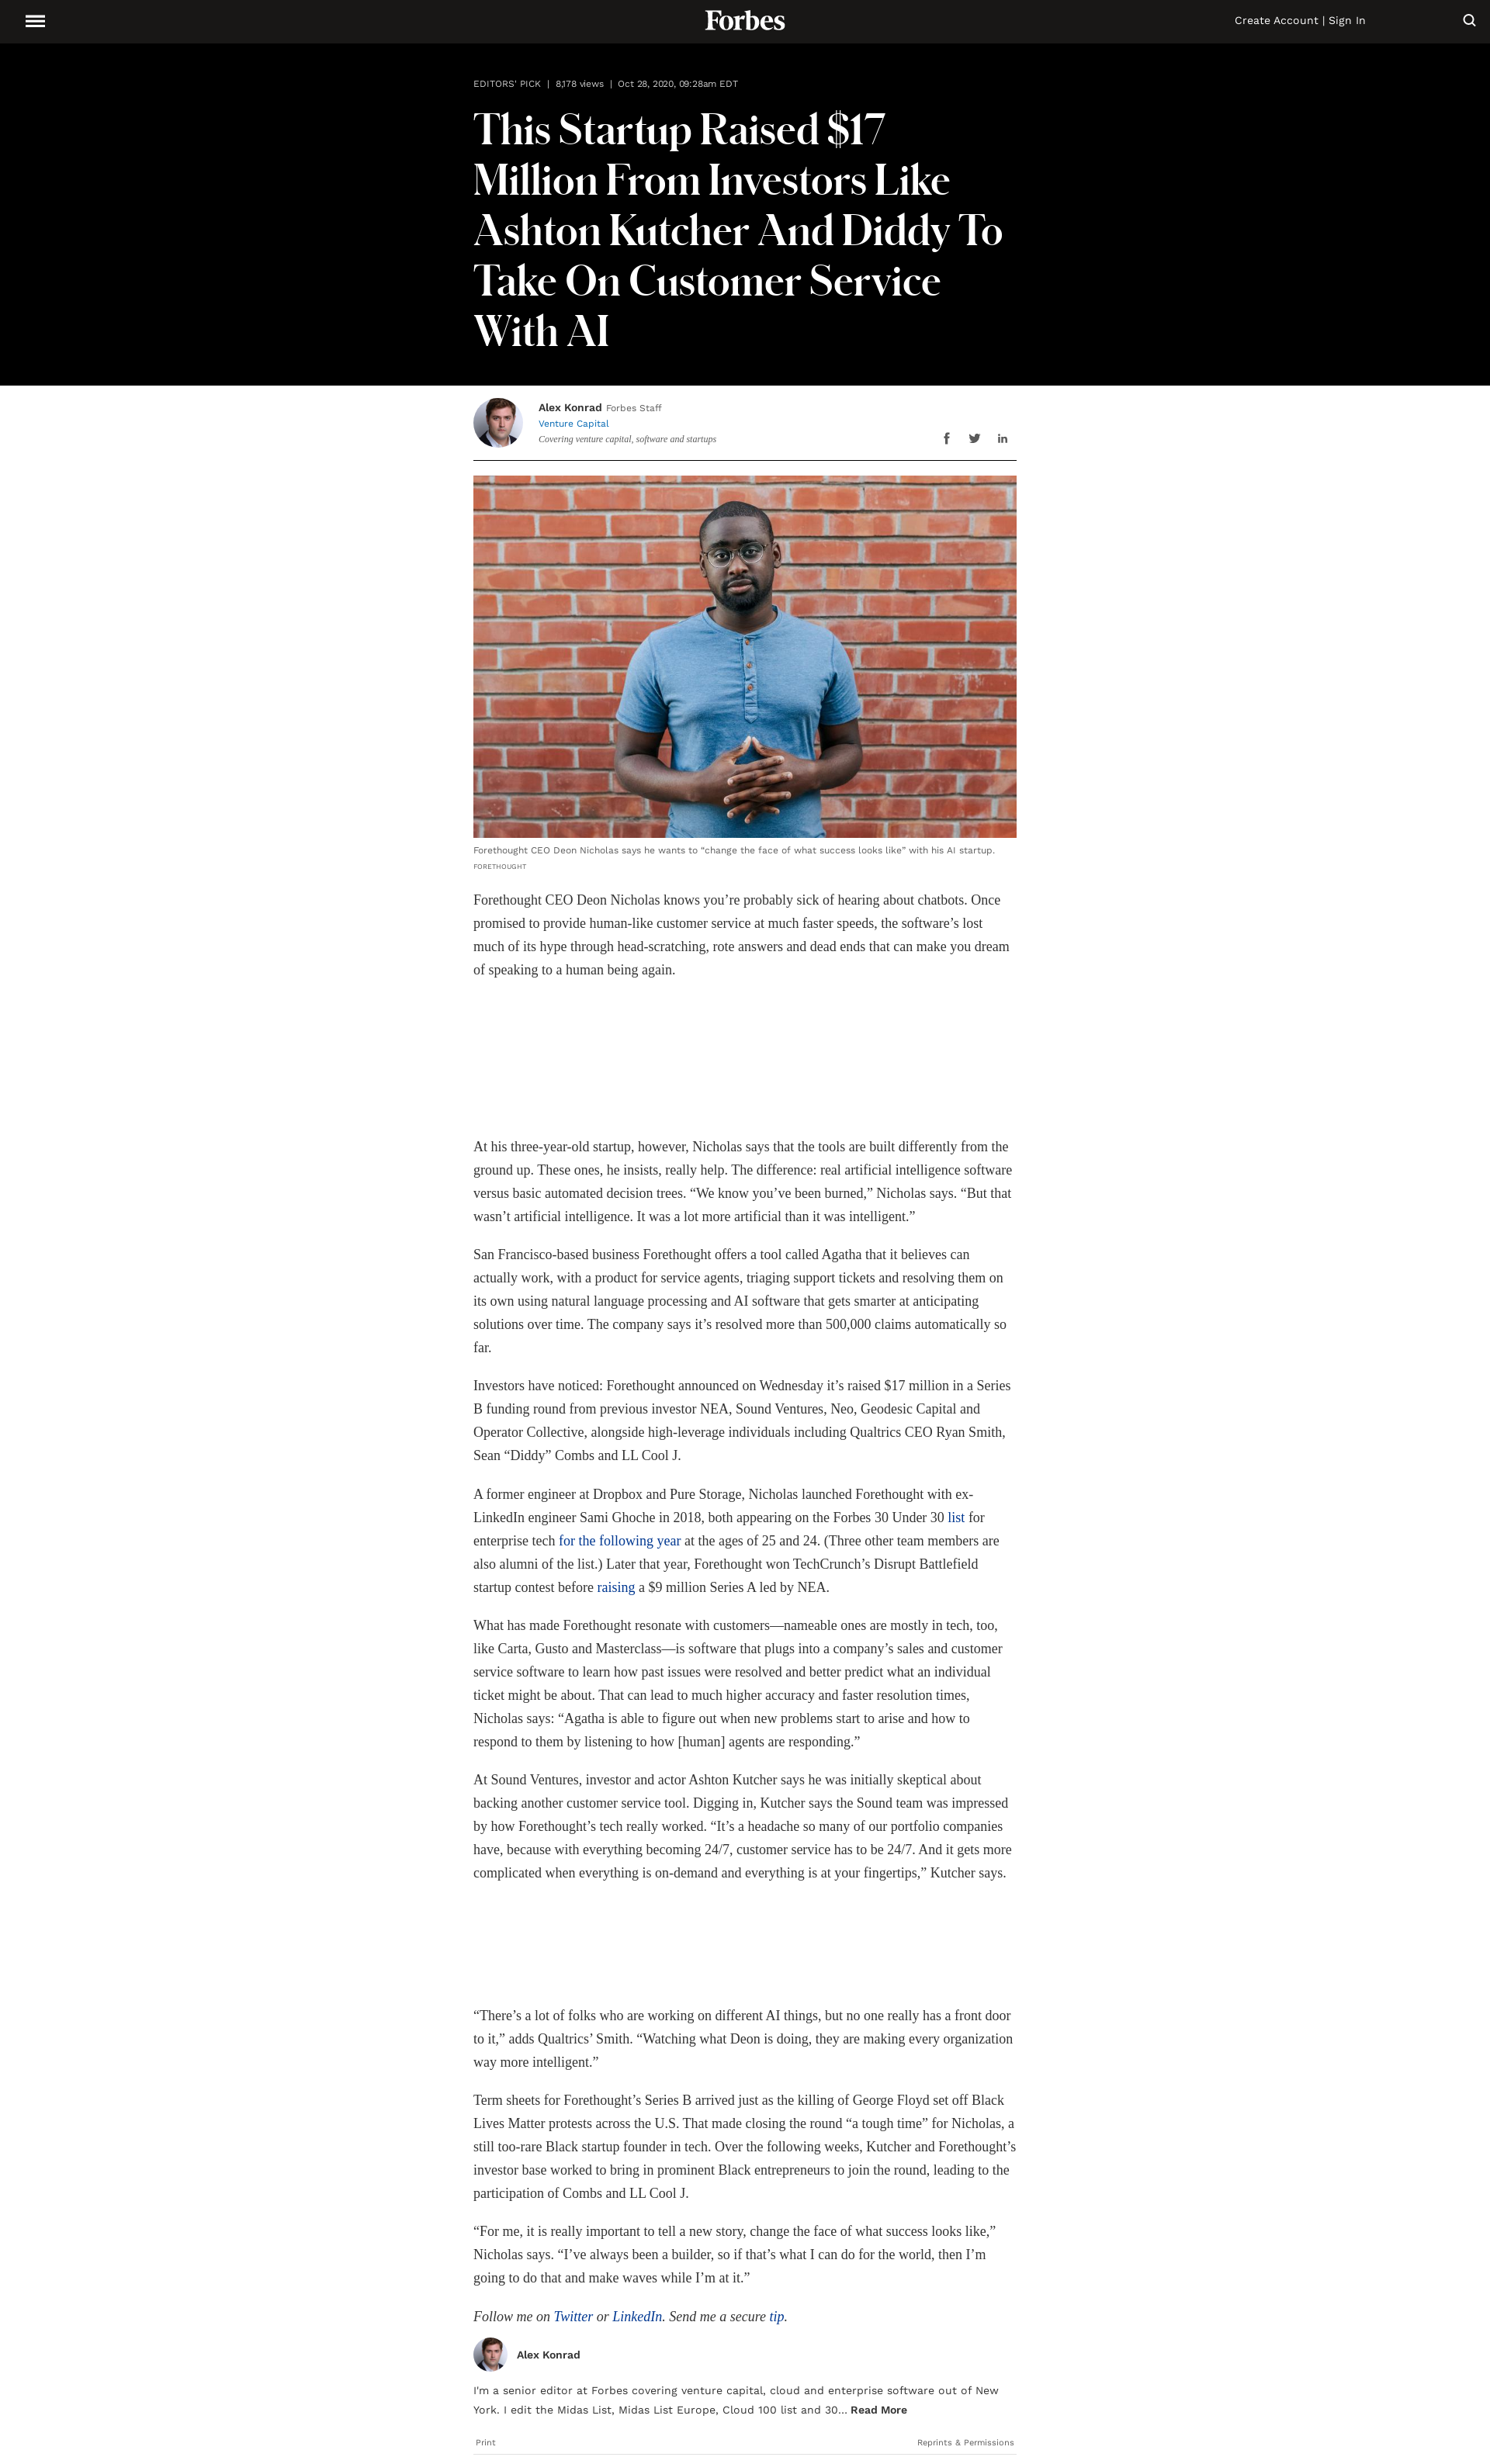 Forbes
Create Account | Sign In
EDITORS' PICK | 8,178 views | Oct 28, 2020, 09:28am EDT
This Startup Raised $17
Million From Investors Like
Ashton Kutcher And Diddy To
Take On Customer Service
With AI
Alex Konrad Forbes Staff
Venture Capital
Covering venture capital, software and startups
Forethought CEO Deon Nicholas says he wants to “change the face of what success looks like” with his AI startup.
FORETHOUGHT
Forethought CEO Deon Nicholas knows you’re probably sick of hearing about chatbots. Once
promised to provide human-like customer service at much faster speeds, the software’s lost
much of its hype through head-scratching, rote answers and dead ends that can make you dream
of speaking to a human being again.
At his three-year-old startup, however, Nicholas says that the tools are built differently from the
ground up. These ones, he insists, really help. The difference: real artificial intelligence software
versus basic automated decision trees. “We know you’ve been burned,” Nicholas says. “But that
wasn’t artificial intelligence. It was a lot more artificial than it was intelligent.”
San Francisco-based business Forethought offers a tool called Agatha that it believes can
actually work, with a product for service agents, triaging support tickets and resolving them on
its own using natural language processing and AI software that gets smarter at anticipating
solutions over time. The company says it’s resolved more than 500,000 claims automatically so
far.
Investors have noticed: Forethought announced on Wednesday it’s raised $17 million in a Series
B funding round from previous investor NEA, Sound Ventures, Neo, Geodesic Capital and
Operator Collective, alongside high-leverage individuals including Qualtrics CEO Ryan Smith,
Sean “Diddy” Combs and LL Cool J.
A former engineer at Dropbox and Pure Storage, Nicholas launched Forethought with ex-
LinkedIn engineer Sami Ghoche in 2018, both appearing on the Forbes 30 Under 30 list for
enterprise tech for the following year at the ages of 25 and 24. (Three other team members are
also alumni of the list.) Later that year, Forethought won TechCrunch’s Disrupt Battlefield
startup contest before raising a $9 million Series A led by NEA.
What has made Forethought resonate with customers—nameable ones are mostly in tech, too,
like Carta, Gusto and Masterclass—is software that plugs into a company’s sales and customer
service software to learn how past issues were resolved and better predict what an individual
ticket might be about. That can lead to much higher accuracy and faster resolution times,
Nicholas says: “Agatha is able to figure out when new problems start to arise and how to
respond to them by listening to how [human] agents are responding.”
At Sound Ventures, investor and actor Ashton Kutcher says he was initially skeptical about
backing another customer service tool. Digging in, Kutcher says the Sound team was impressed
by how Forethought’s tech really worked. “It’s a headache so many of our portfolio companies
have, because with everything becoming 24/7, customer service has to be 24/7. And it gets more
complicated when everything is on-demand and everything is at your fingertips,” Kutcher says.
“There’s a lot of folks who are working on different AI things, but no one really has a front door
to it,” adds Qualtrics’ Smith. “Watching what Deon is doing, they are making every organization
way more intelligent.”
Term sheets for Forethought’s Series B arrived just as the killing of George Floyd set off Black
Lives Matter protests across the U.S. That made closing the round “a tough time” for Nicholas, a
still too-rare Black startup founder in tech. Over the following weeks, Kutcher and Forethought’s
investor base worked to bring in prominent Black entrepreneurs to join the round, leading to the
participation of Combs and LL Cool J.
“For me, it is really important to tell a new story, change the face of what success looks like,”
Nicholas says. “I’ve always been a builder, so if that’s what I can do for the world, then I’m
going to do that and make waves while I’m at it.”
Follow me on Twitter or LinkedIn. Send me a secure tip.
Alex Konrad
I'm a senior editor at Forbes covering venture capital, cloud and enterprise software out of New
York. I edit the Midas List, Midas List Europe, Cloud 100 list and 30… Read More
Print
Reprints & Permissions